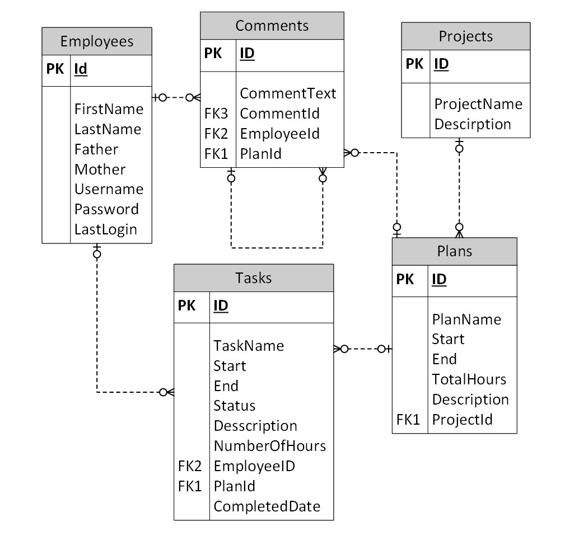 Employees
PK Id
FirstName
LastName
Father
Mother
Username
Password
LastLogin
Comments
PK ID
CommentText
FK3 CommentId
FK2 EmployeeId
FK1 PlanId
Projects
PK ID
ProjectName
Descirption
Tasks
PK ID
TaskName
Start
End
Status
Desscription
NumberOfHours
FK2 EmployeeID
FK1 PlanId
CompletedDate
Plans
PK ID
PlanName
Start
End
TotalHours
Description
FK1 ProjectId